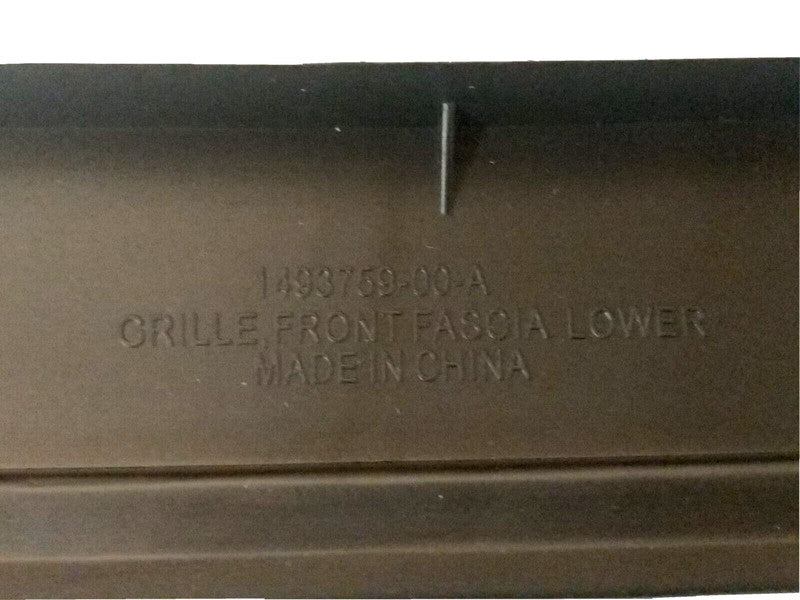 1493759-00-A
GRILLE,FRONT FASCIA LOWER
MADE IN CHINA